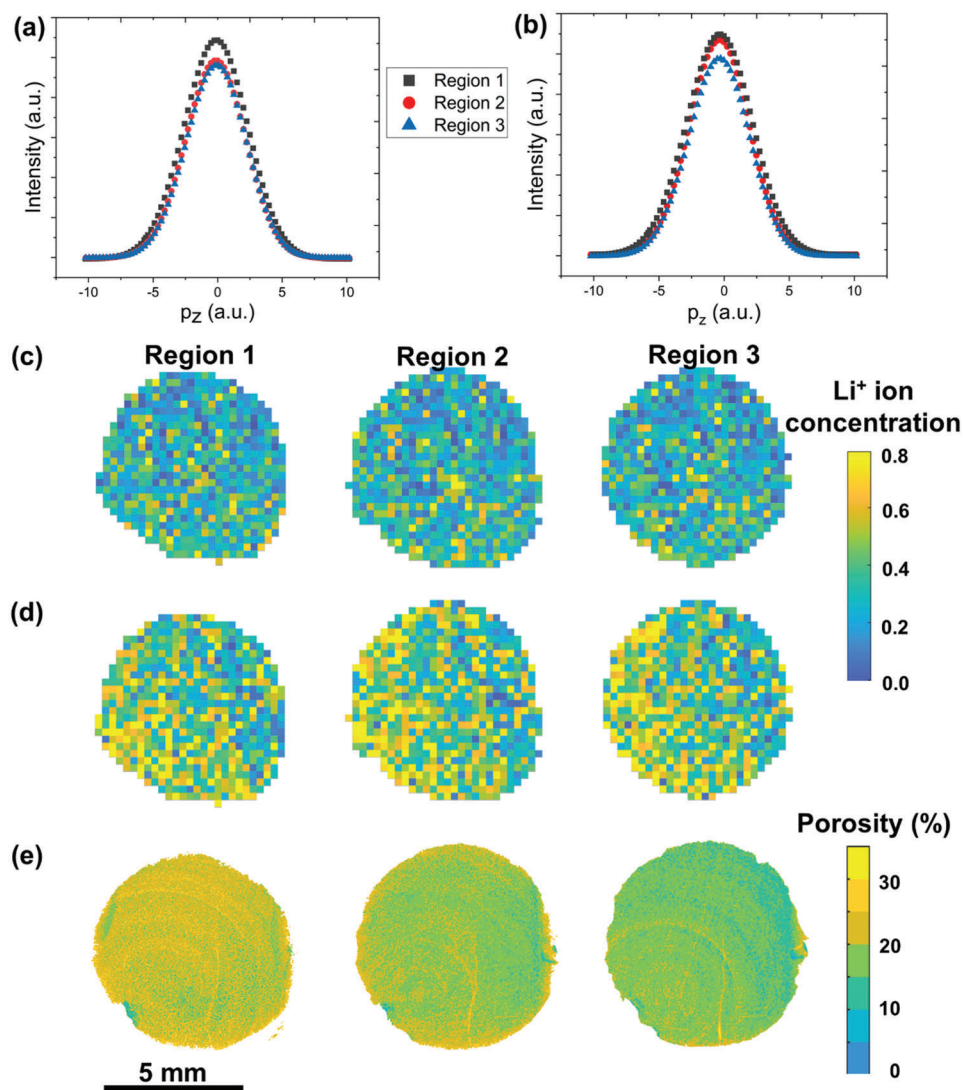 (a)
(b)
Intensity (a.u.)
Region 1
Region 2
Region 3
Intensity (a.u.)
-10 -5 0 5 10
pz (a.u.)
-10 -5 0 5 10
pz (a.u.)
(c)
Region 1 Region 2 Region 3
Li+ ion
concentration
0.8
0.6
0.4
0.2
0.0
(d)
Porosity (%)
(e)
30
20
10
0
5 mm